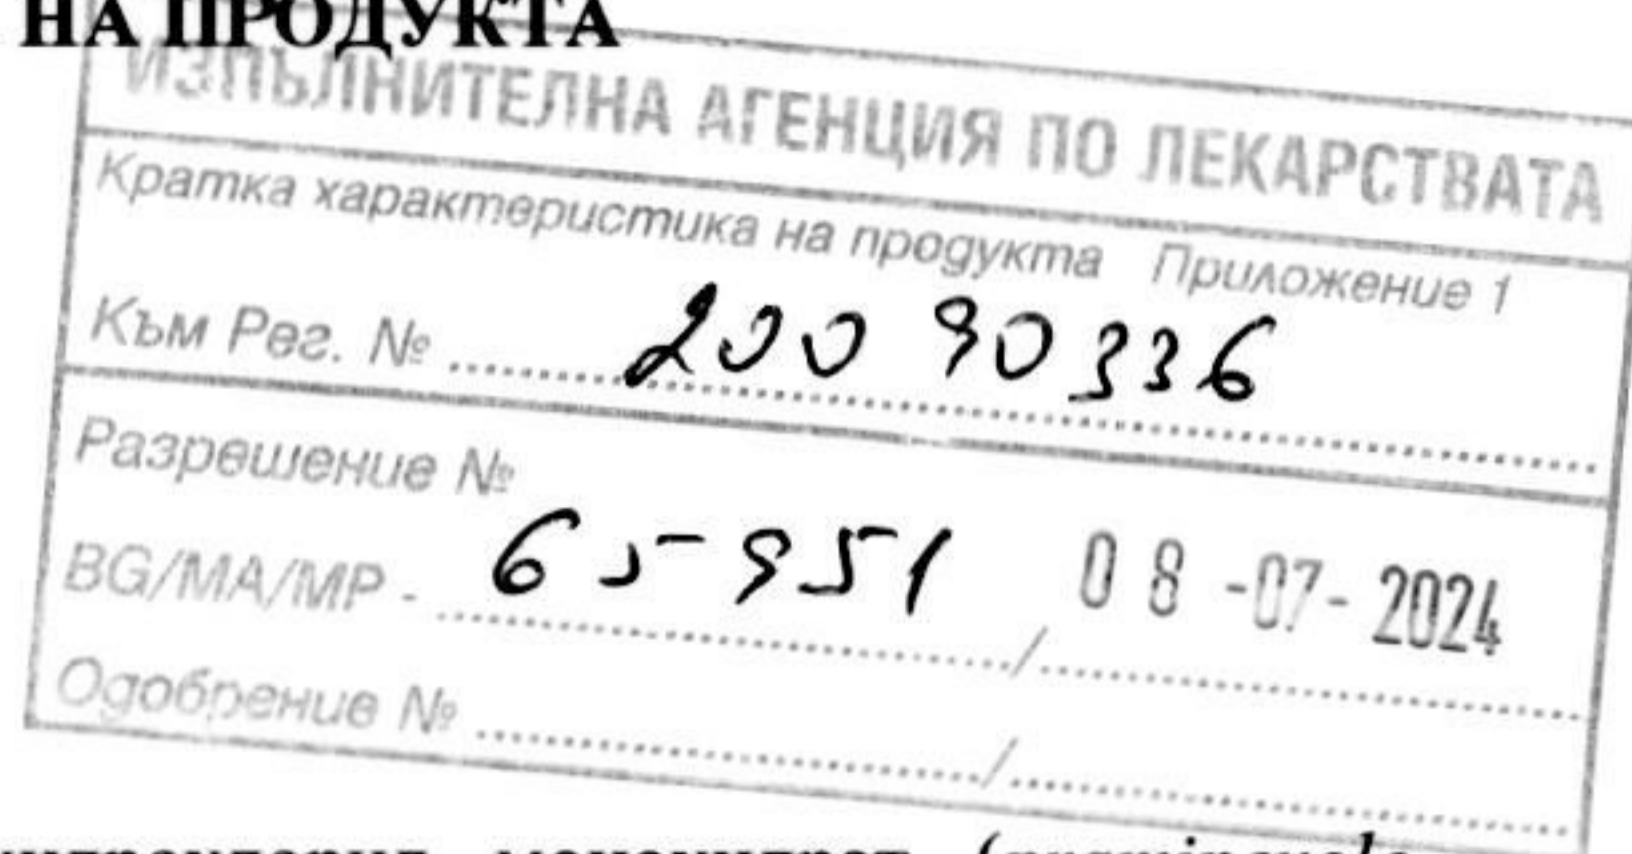 НА ПРОДУКТА
ИЗПЪЛНИТЕЛНА АГЕНЦИЯ ПО ЛЕКАРСТВАТА
Кратка характеристика на продукта Приложение 1
Към Рег. № 20090336
Разрешение №
BG/MA/MP - 65951 / 08 -07- 2024
Одобрение № /